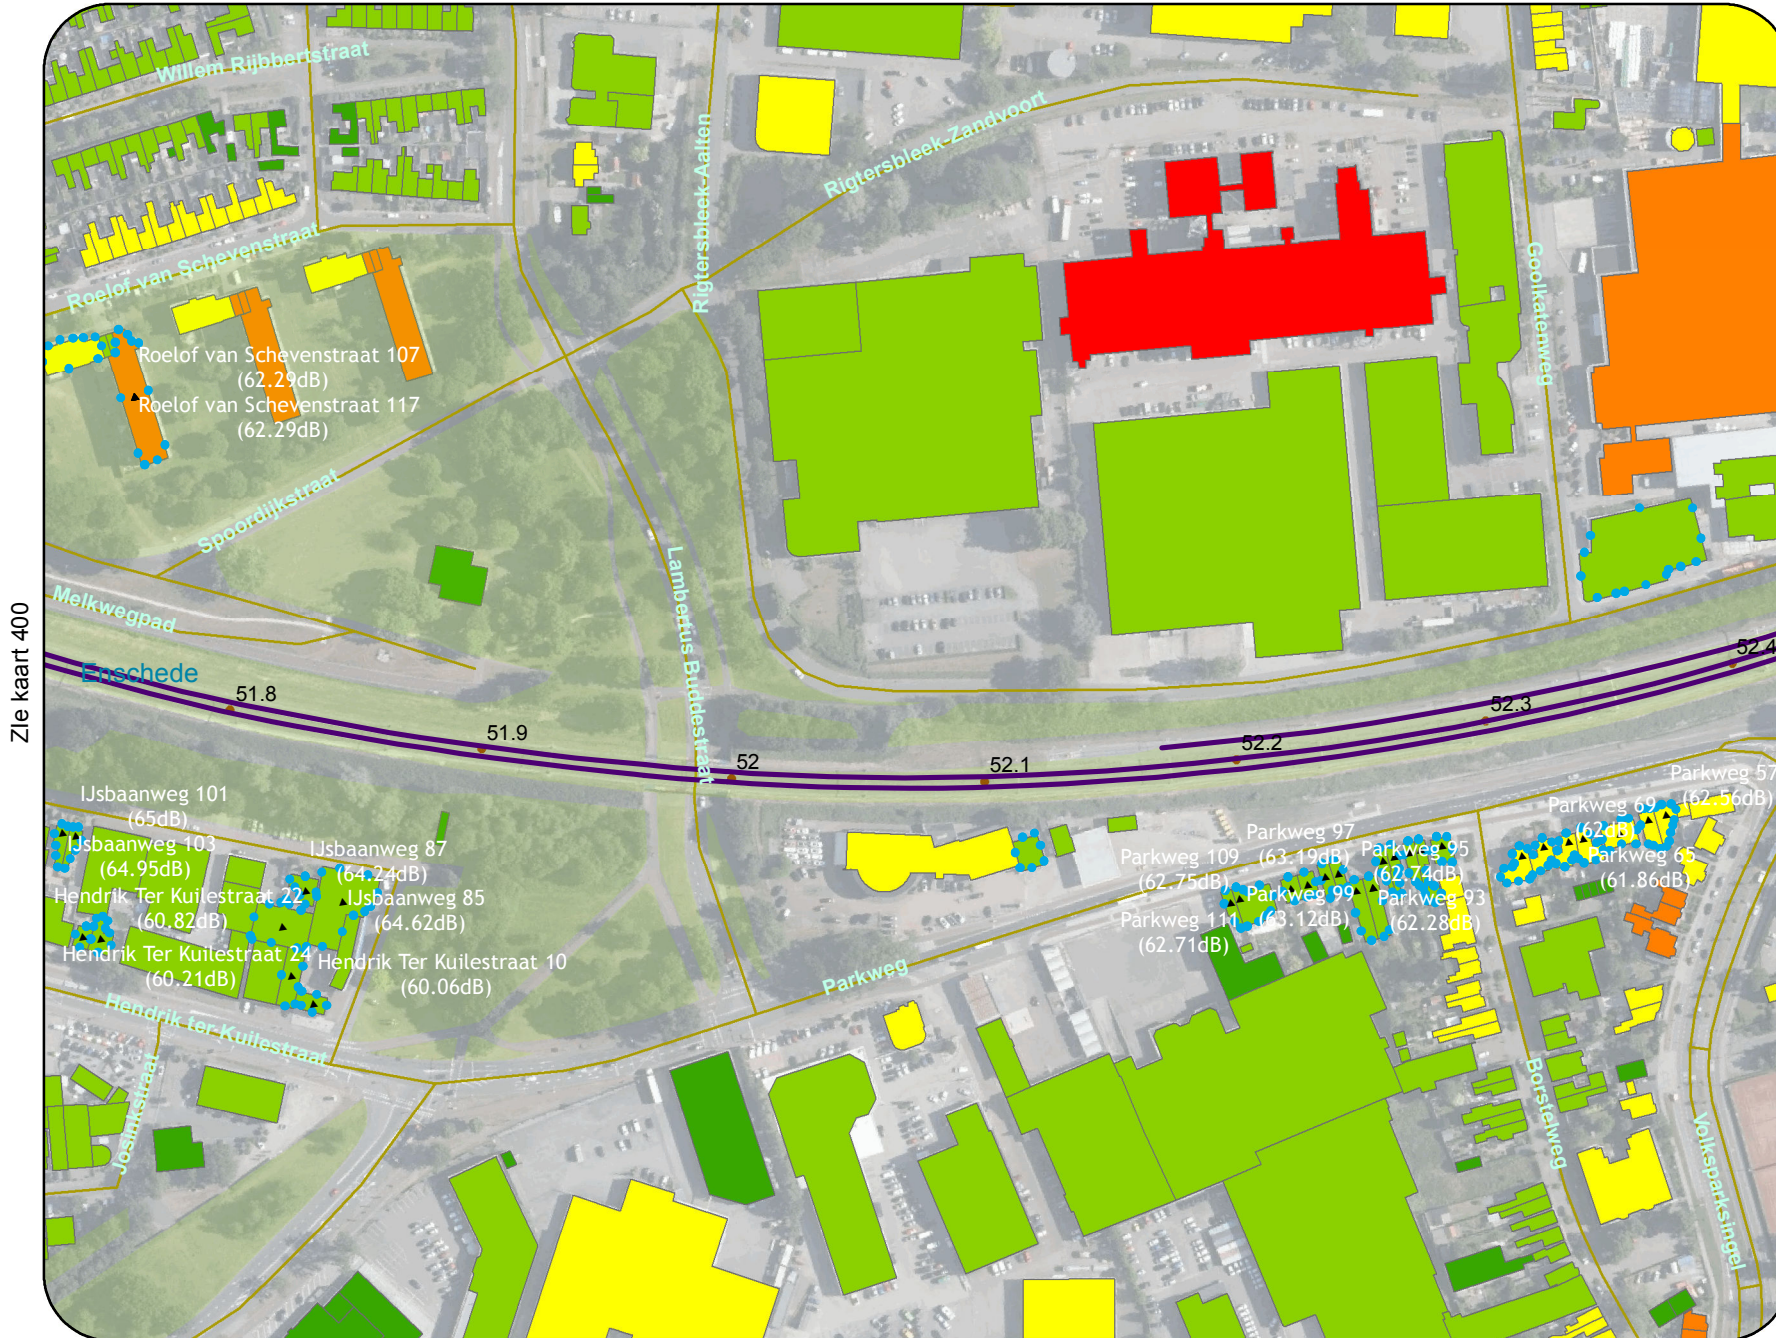 Willem Rijbbertstraat
Rigtersbleek-Zandvoort
Rigtersbleek-Aalten
Roelof van Schevenstraat
Goolkatenweg
Roelof van Schevenstraat 107
(62.29dB)
Roelof van Schevenstraat 117
(62.29dB)
Spoordijkstraat
Melkwegpad
Lambertus Buddestraat
ZIe kaart 400
Enschede
51.8
51.9
52
52.1
52.2
52.3
52.4
IJsbaanweg 101
(65dB)
IJsbaanweg 103
(64.95dB)
IJsbaanweg 87
(64.24dB)
IJsbaanweg 85
(64.62dB)
Hendrik Ter Kuilestraat 22
(60.82dB)
Hendrik Ter Kuilestraat 24
(60.21dB)
Hendrik Ter Kuilestraat 10
(60.06dB)
Hendrik ter Kuilestraat
Josinkstraat
Parkweg
Parkweg 109
(62.75dB)
Parkweg 111
(62.71dB)
Parkweg 97
(63.19dB)
Parkweg 99
(63.12dB)
Parkweg 95
(62.74dB)
Parkweg 93
(62.28dB)
Parkweg 69
(62dB)
Parkweg 65
(61.86dB)
Parkweg 57
(62.56dB)
Borstelweg
Volksparksingel